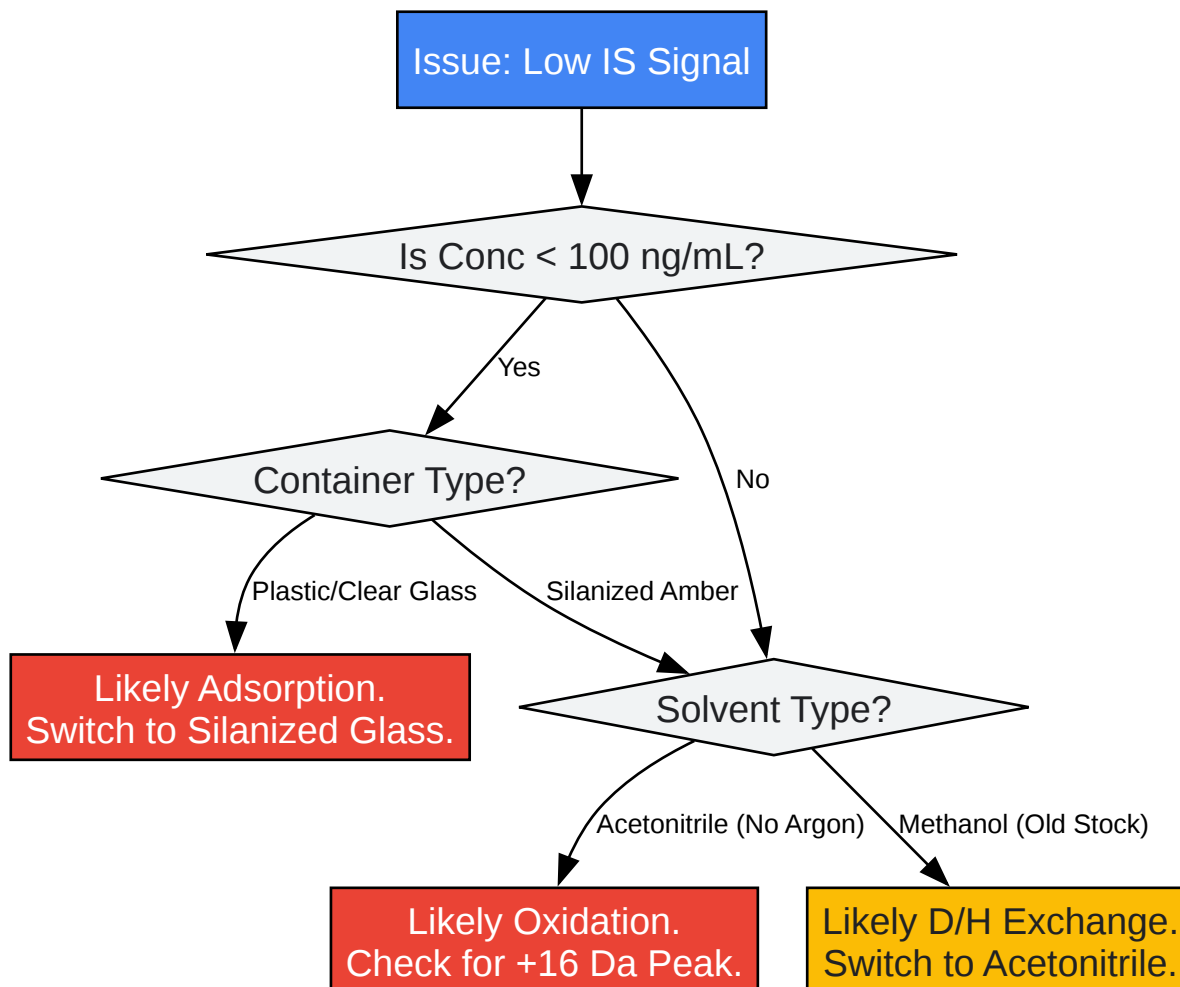 Issue: Low IS Signal
Is Conc < 100 ng/mL?
Yes
Container Type?
No
Plastic/Clear Glass
Silanized Amber
Likely Adsorption.
Switch to Silanized Glass.
Solvent Type?
Acetonitrile (No Argon)
Methanol (Old Stock)
Likely Oxidation.
Check for +16 Da Peak.
Likely D/H Exchange.
Switch to Acetonitrile.